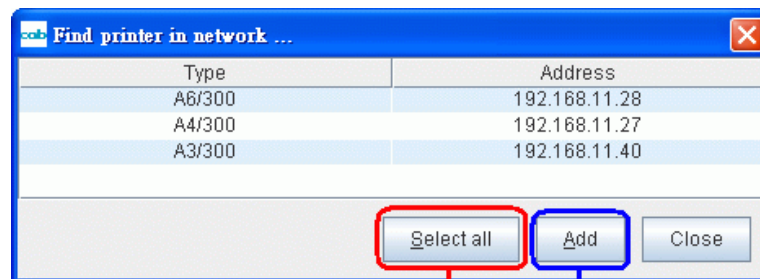 cab Find printer in network ...
Type Address
A6/300 192.168.11.28
A4/300 192.168.11.27
A3/300 192.168.11.40
Select all Add Close